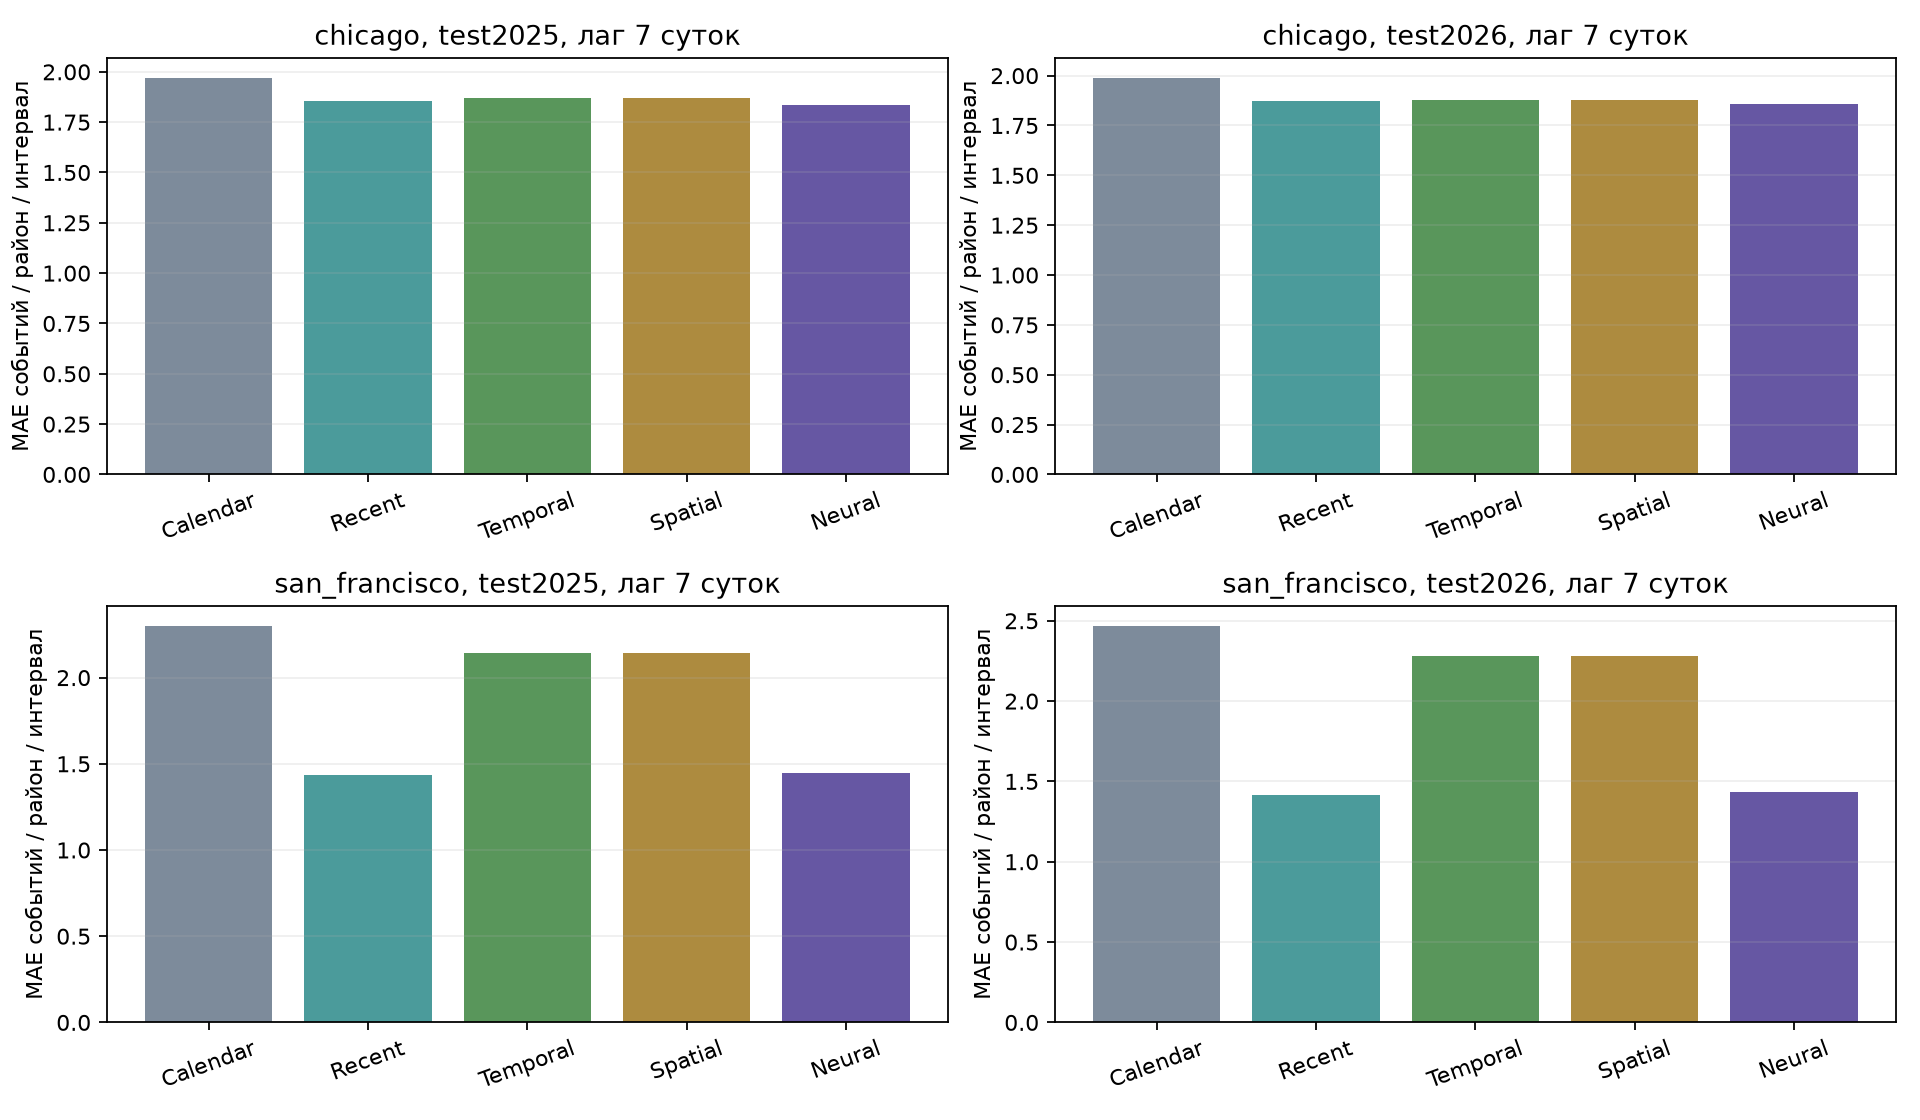 chicago, test2025, лаг 7 суток
MAE событий / район / интервал
2.00
1.75
1.50
1.25
1.00
0.75
0.50
0.25
0.00
Calendar
Recent
Temporal
Spatial
Neural
chicago, test2026, лаг 7 суток
MAE событий / район / интервал
2.00
1.75
1.50
1.25
1.00
0.75
0.50
0.25
0.00
Calendar
Recent
Temporal
Spatial
Neural
san_francisco, test2025, лаг 7 суток
MAE событий / район / интервал
2.0
1.5
1.0
0.5
0.0
Calendar
Recent
Temporal
Spatial
Neural
san_francisco, test2026, лаг 7 суток
MAE событий / район / интервал
2.5
2.0
1.5
1.0
0.5
0.0
Calendar
Recent
Temporal
Spatial
Neural